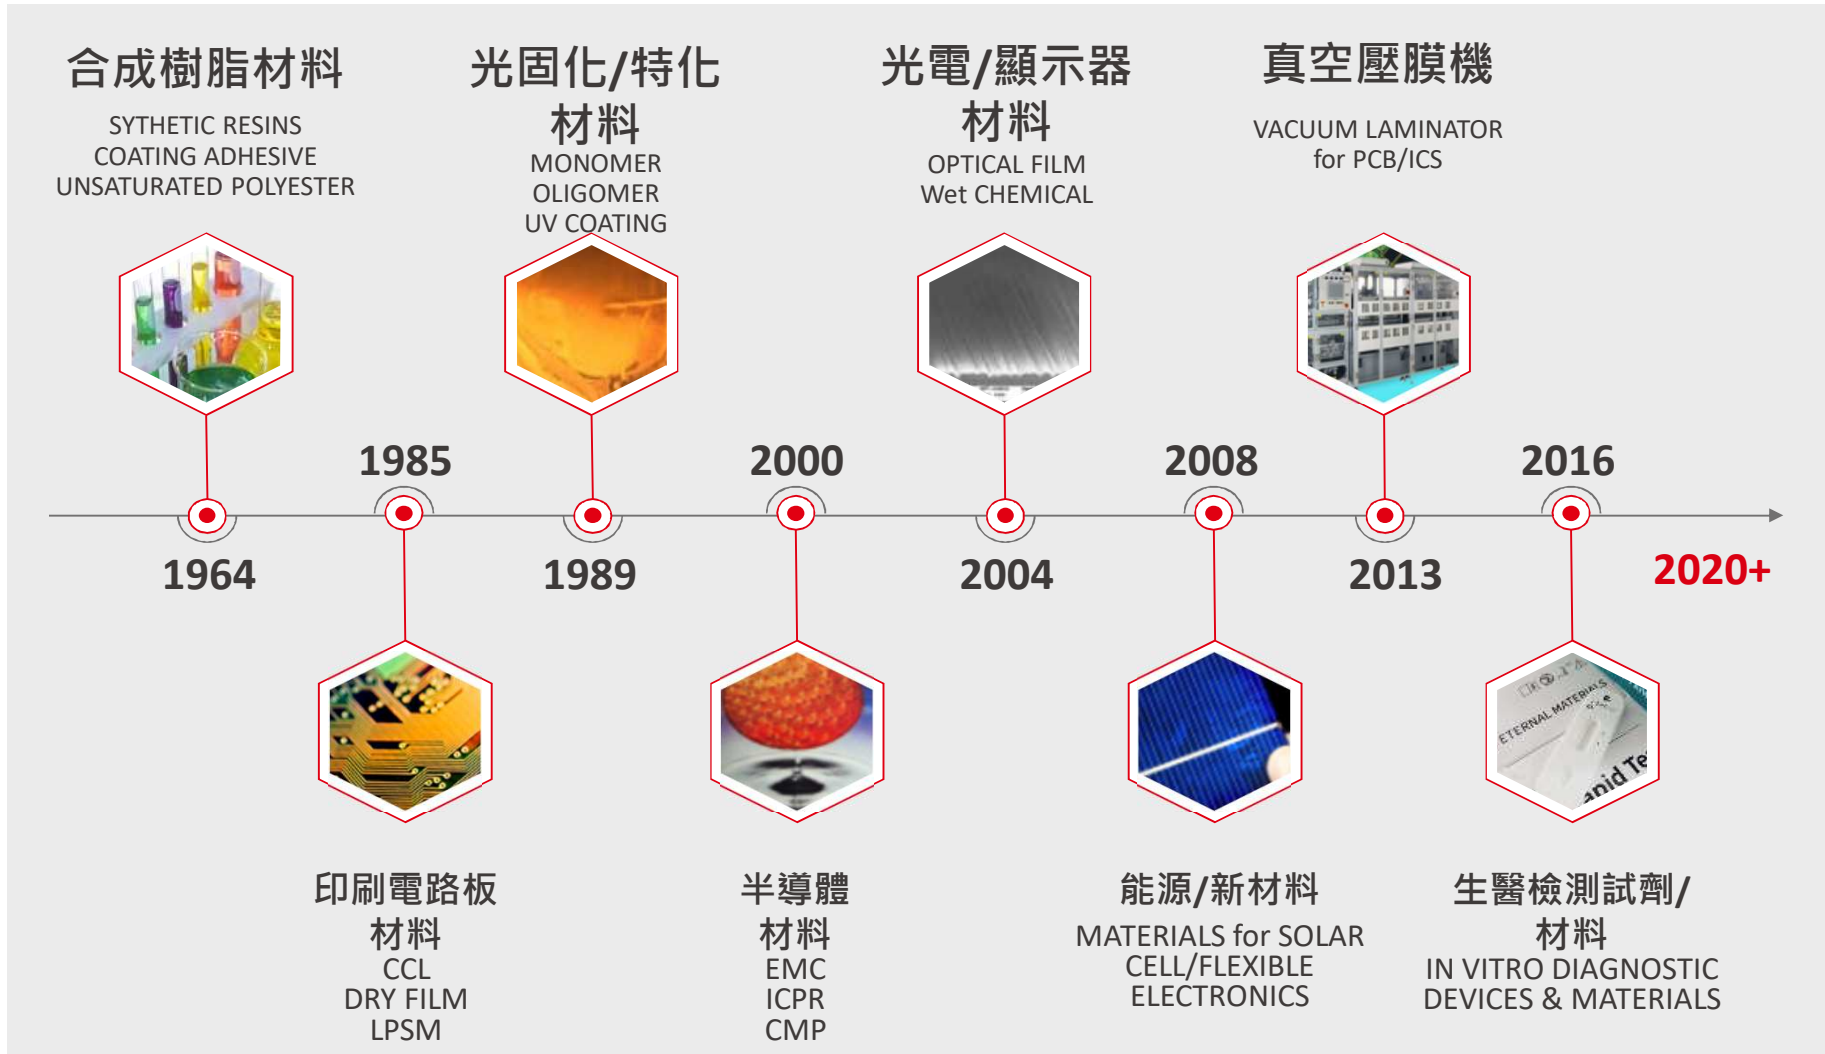 合成樹脂材料
SYTHETIC RESINS
COATING ADHESIVE
UNSATURATED POLYESTER
光固化/特化
材料
MONOMER
OLIGOMER
UV COATING
光電/顯示器
材料
OPTICAL FILM
Wet CHEMICAL
真空壓膜機
VACUUM LAMINATOR
for PCB/ICS
1985
2000
2008
2016
1964
1989
2004
2013
2020+
ETERNAL MATERIALS
印刷電路板
材料
CCL
DRY FILM
LPSM
半導體
材料
EMC
ICPR
CMP
能源/新材料
MATERIALS for SOLAR
CELL/FLEXIBLE
ELECTRONICS
生醫檢測試劑/
材料
IN VITRO DIAGNOSTIC
DEVICES & MATERIALS